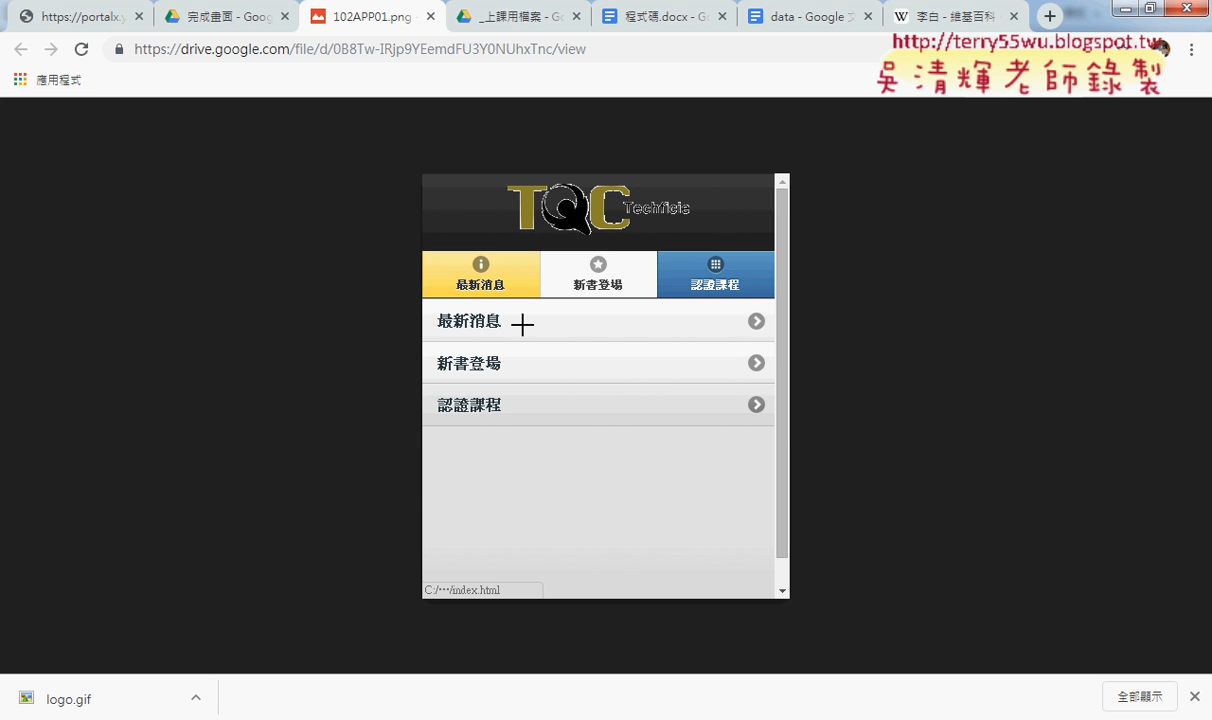 https://portalx.y
完成畫面 - Goog
102APP01.png -
_上課用檔案 - Go
程式碼.docx - Go
data - Google 文
李白 - 維基百科
https://drive.google.com/file/d/0B8Tw-IRjp9YEemdFU3Y0NUhxTnc/view
http://terry55wu.blogspot.tw
應用程式
吳清輝老師錄製
TQC Techficis
最新消息
新書登場
認證課程
最新消息
新書登場
認證課程
C:/···/index.html
logo.gif
全部顯示